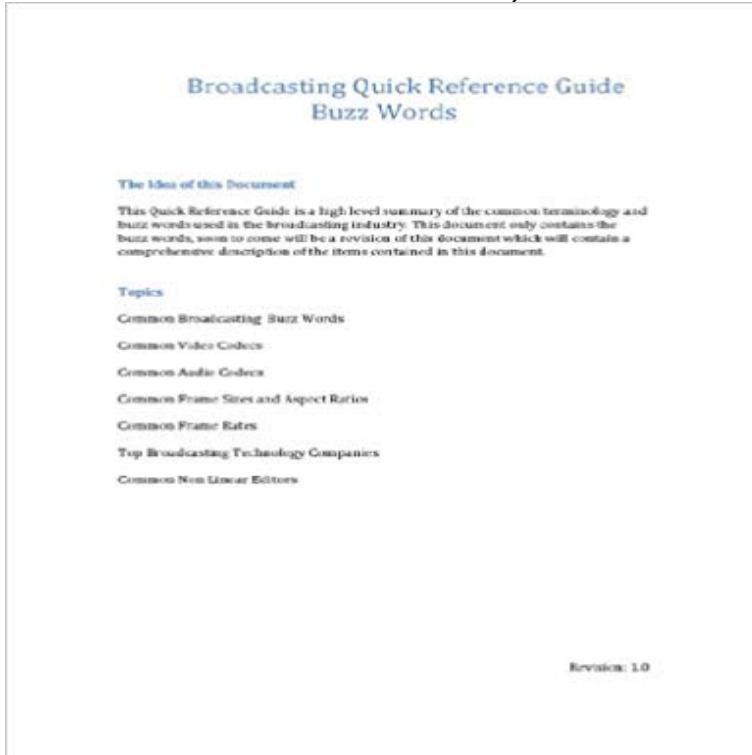 Broadcasting Quick Reference Guide
Buzz Words
The Idea of this Document
This Quick Reference Guide is a high level summary of the common terminology and
buzz words used in the broadcasting industry. This document only contains the
buzz words, soon to come will be a revision of this document which will contain a
comprehensive description of the items contained in this document.
Topics
Common Broadcasting Buzz Words
Common Video Codecs
Common Audio Codecs
Common Frame Sizes and Aspect Ratios
Common Frame Rates
Top Broadcasting Technology Companies
Common Non Linear Editors
Revision: 1.0